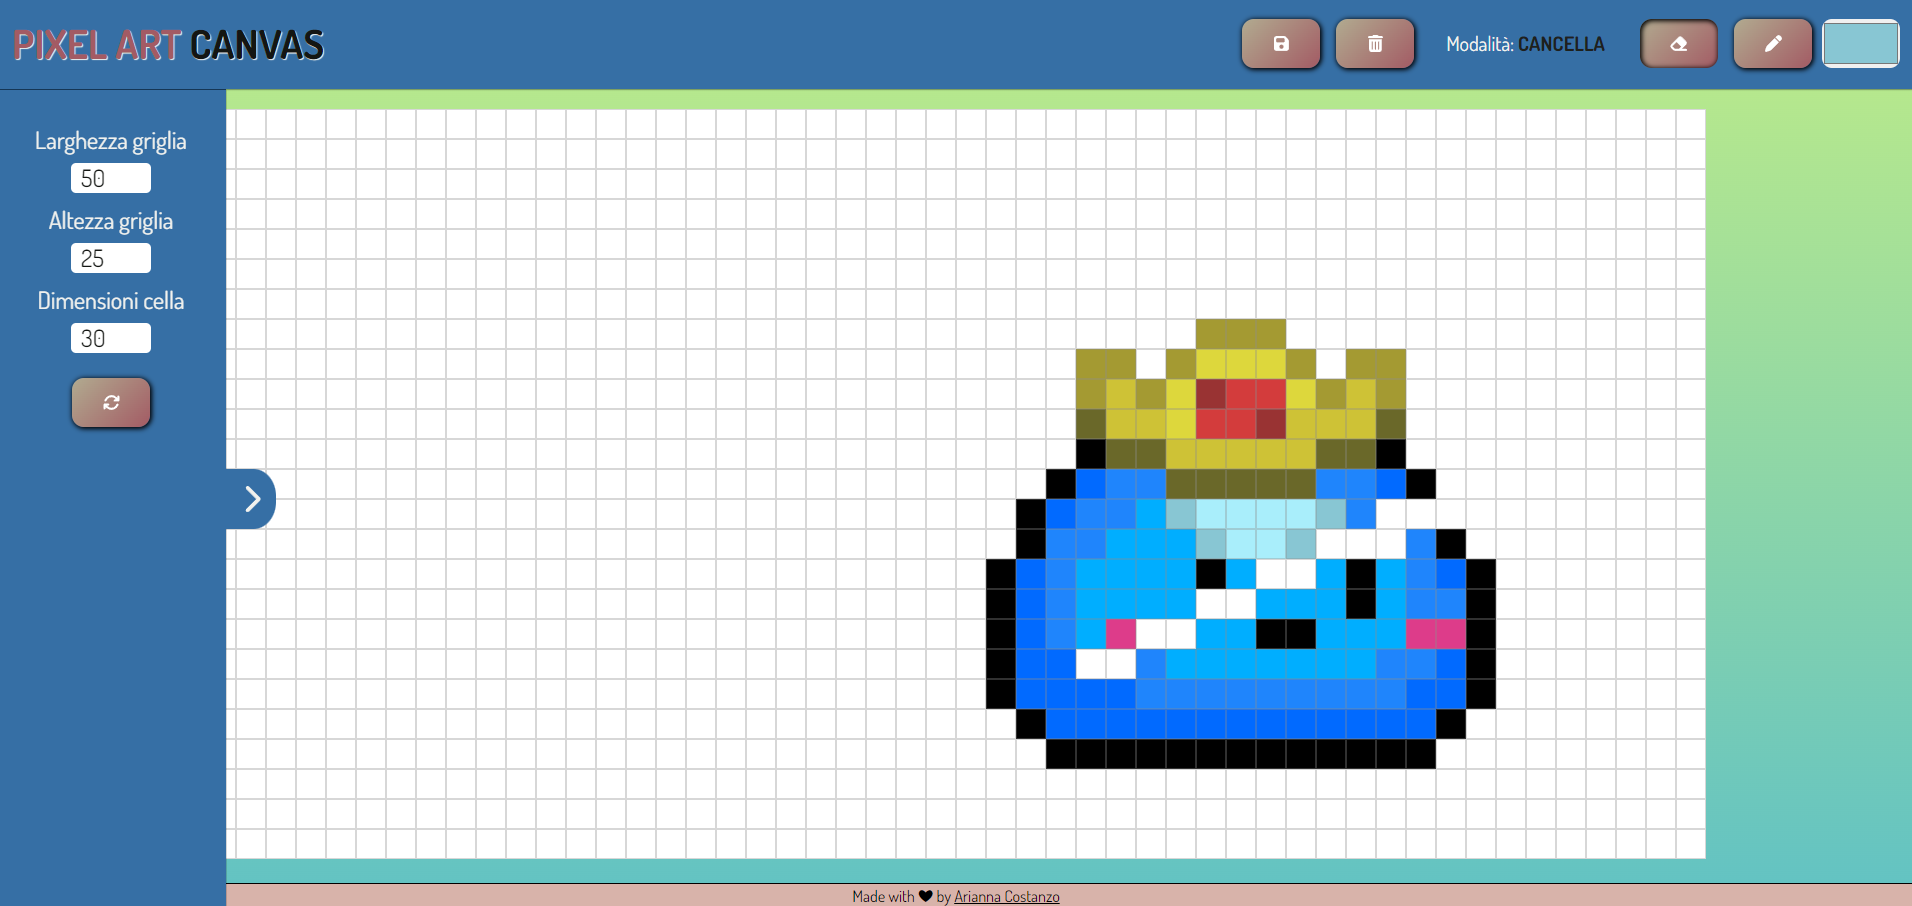 PIXEL ART CANVAS
Modalità: CANCELLA
Larghezza griglia
50
Altezza griglia
25
Dimensioni cella
30
Made with ♥ by Arianna Costanzo